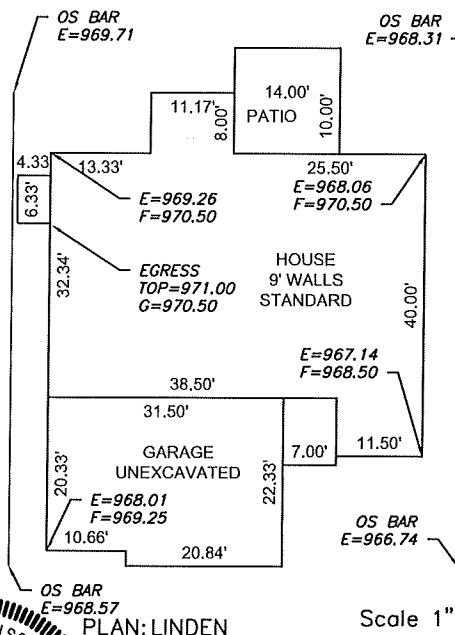 OS BAR
E=969.71
OS BAR
E=968.31
14.00'
11.17'
8.00'
PATIO
10.00'
4.33
13.33'
25.50'
6.33'
E=969.26
F=970.50
E=968.06
F=970.50
EGRESS
TOP=971.00
G=970.50
32.34'
HOUSE
9' WALLS
STANDARD
40.00'
E=967.14
F=968.50
38.50'
31.50'
7.00'
11.50'
GARAGE
UNEXCAVATED
20.33'
22.33'
E=968.01
F=969.25
10.66'
20.84'
OS BAR
E=966.74
OS BAR
E=968.57
PLAN: LINDEN
Scale 1"